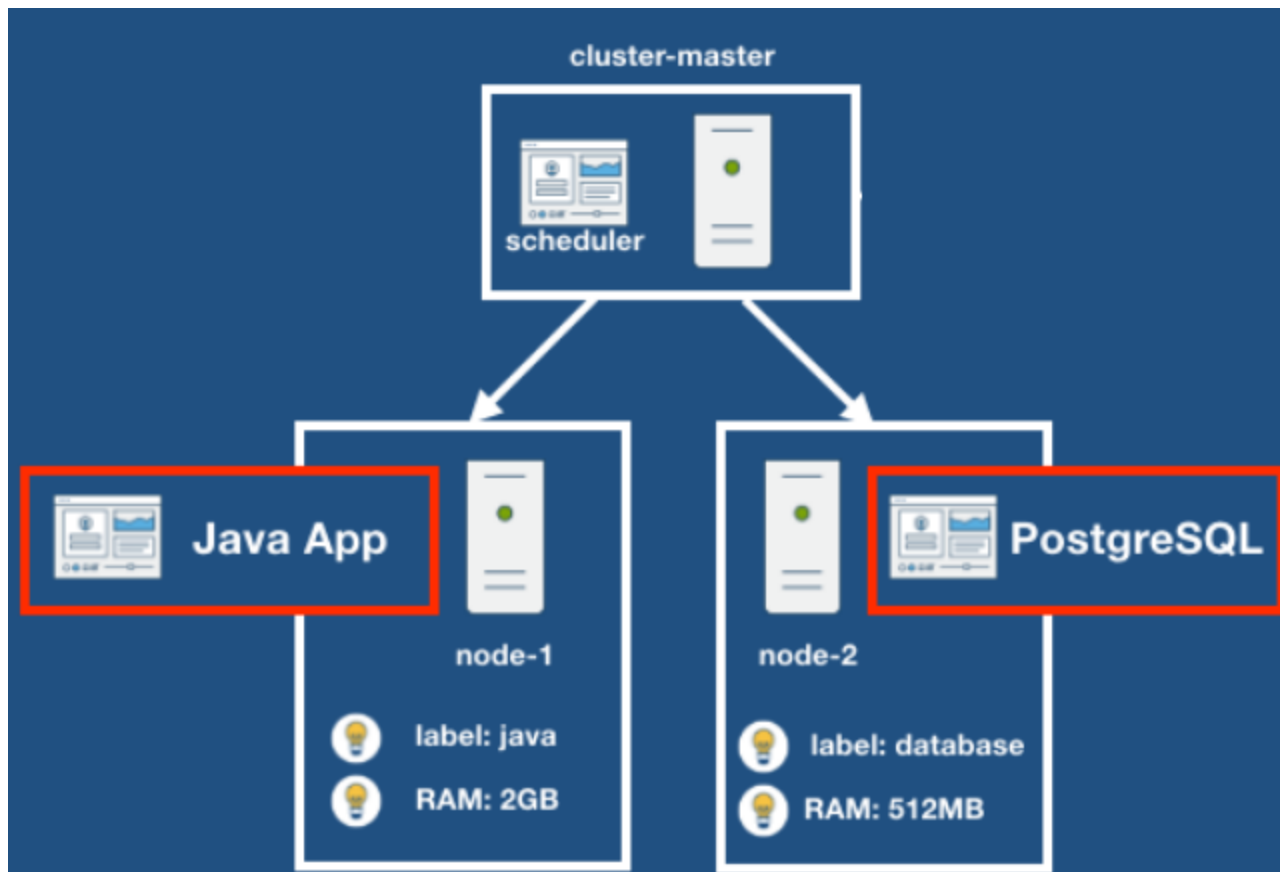 cluster-master
scheduler
Java App
PostgreSQL
node-1
node-2
label: java
label: database
RAM: 2GB
RAM: 512MB